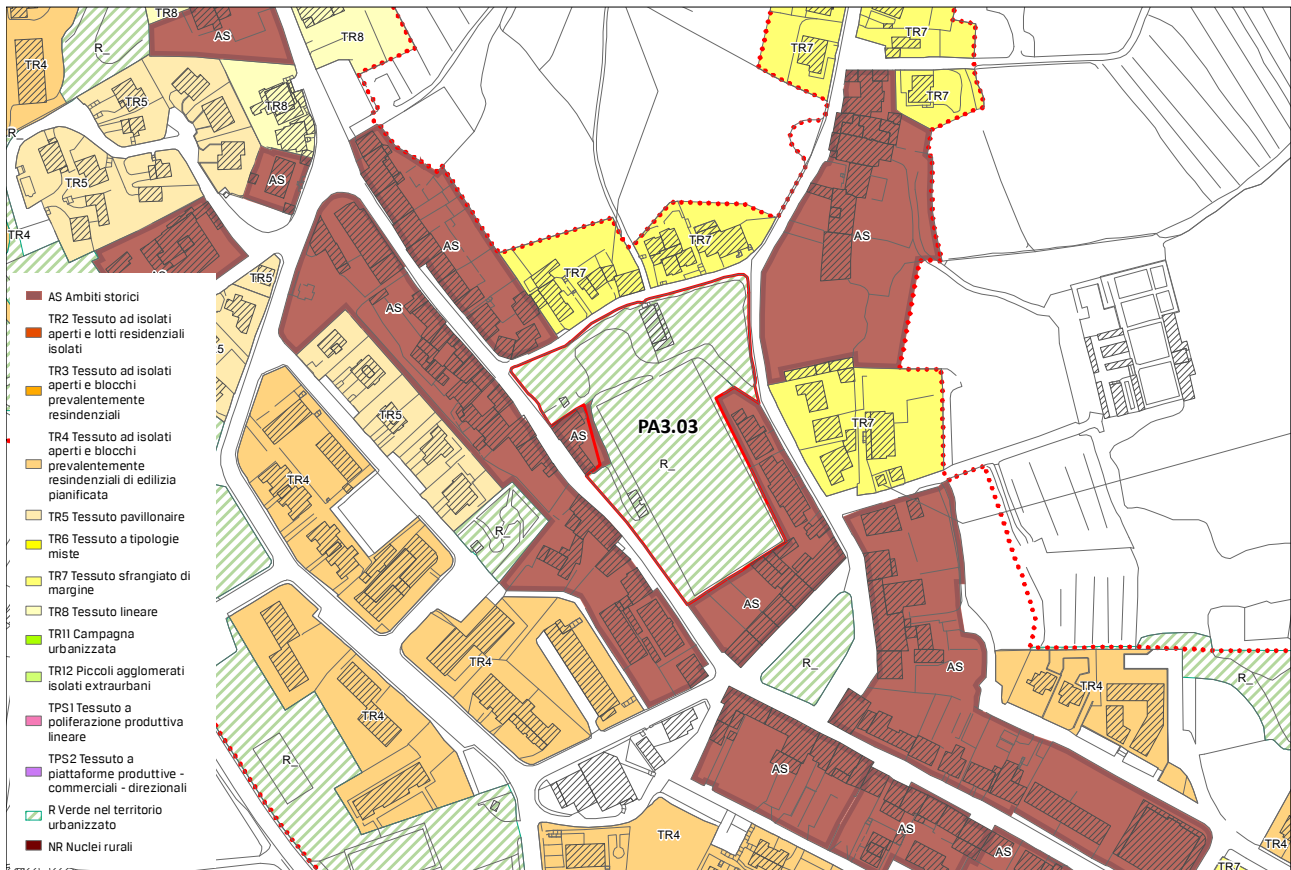 TR8
AS
R_
TR8
TR7
TR7
TR4
TR5
TR8
TR7
R_
AS
TR5
TR4
AS
AS
TR7
TR7
AS
TR5
AS
TR5
PA3.03
AS
R_
TR7
TR4
R_
AS
R_
AS
TR4
TR4
TR4
R_
R_
AS
TR4
AS
AS
TR4
TR7
AS Ambiti storici
TR2 Tessuto ad isolati
aperti e lotti residenziali
isolati
TR3 Tessuto ad isolati
aperti e blocchi
prevalentemente
resindenziali
TR4 Tessuto ad isolati
aperti e blocchi
prevalentemente
resindenziali di edilizia
pianificata
TR5 Tessuto pavillonaire
TR6 Tessuto a tipologie
miste
TR7 Tessuto sfrangiato di
margine
TR8 Tessuto lineare
TR11 Campagna
urbanizzata
TR12 Piccoli agglomerati
isolati extraurbani
TPS1 Tessuto a
poliferazione produttiva
lineare
TPS2 Tessuto a
piattaforme produttive -
commerciali - direzionali
R Verde nel territorio
urbanizzato
NR Nuclei rurali